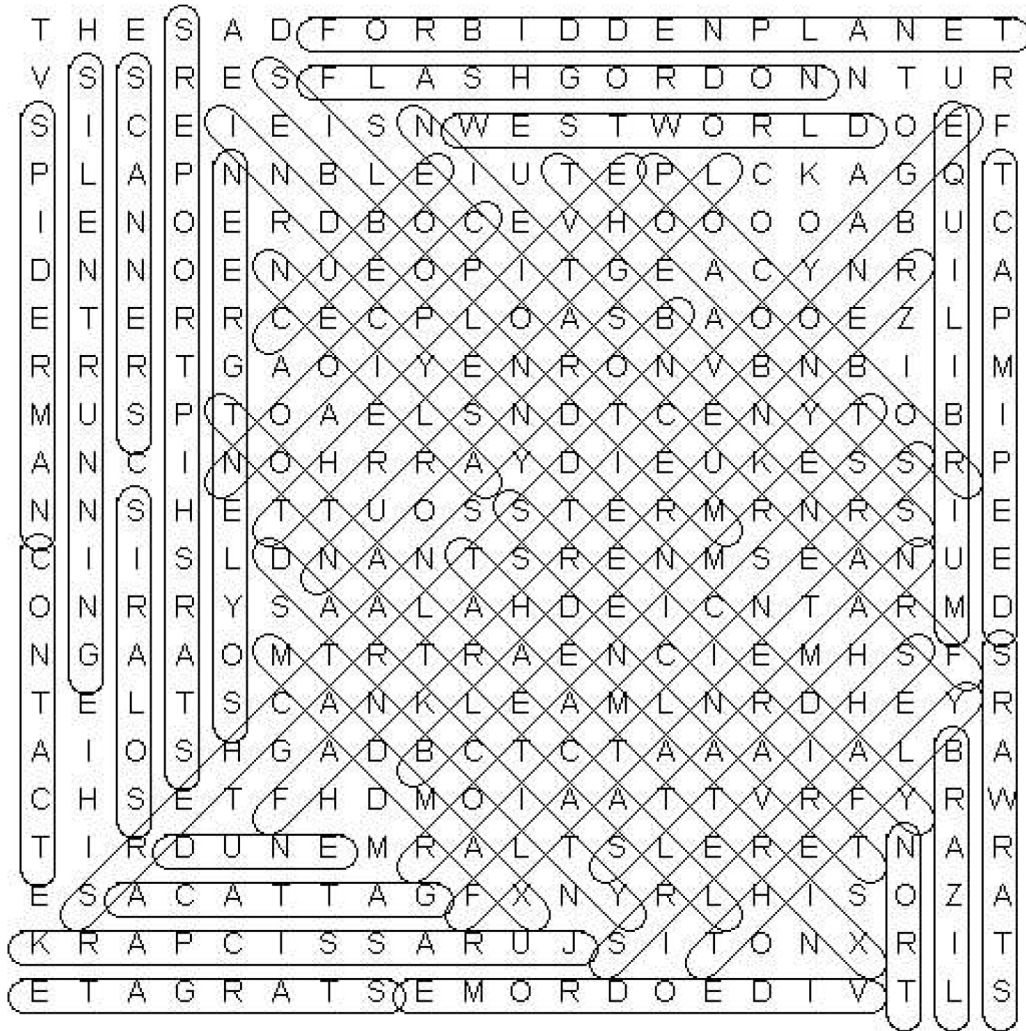 T H E S A D F O R B I D D E N P L A N E T
V S S R E S F L A S H G O R D O N N T U R
S I C E I E I S N W E S T W O R L D O E F
P L A P N N B L E I U T E P L C K A G Q T
I E N O E R D B O C E V H O O O O A B U C
D N N O E N U E O P I T G E A C Y N R I A
E T E R R C E C P L O A S B A O O E Z L P
R R R T G A O I Y E N R O N V B N B I I M
M U S P T O A E L S N D T C E N Y T O B I
A N C I N O H R R A Y D I E U K E S S R P
N N S H E T T U O S S T E R M R N R S I E
C I I S L D N A N T S R E N M S E A N U E
O N R R Y S A A L A H D E I C N T A R M D
N G A A O M T R T R A E N C I E M H S F S
T E L T S C A N K L E A M L N R D H E Y R
A I O S H G A D B C T C T A A A I A L B A
C H S E T F H D M O I A A T T V R F Y R W
T I R D U N E M R A L T S L E R E T N A R
E S A C A T T A G F X N Y R L H I S O Z A
K R A P C I S S A R U J S I T O N X R I T
E T A G R A T S E M O R D O E D I V T L S